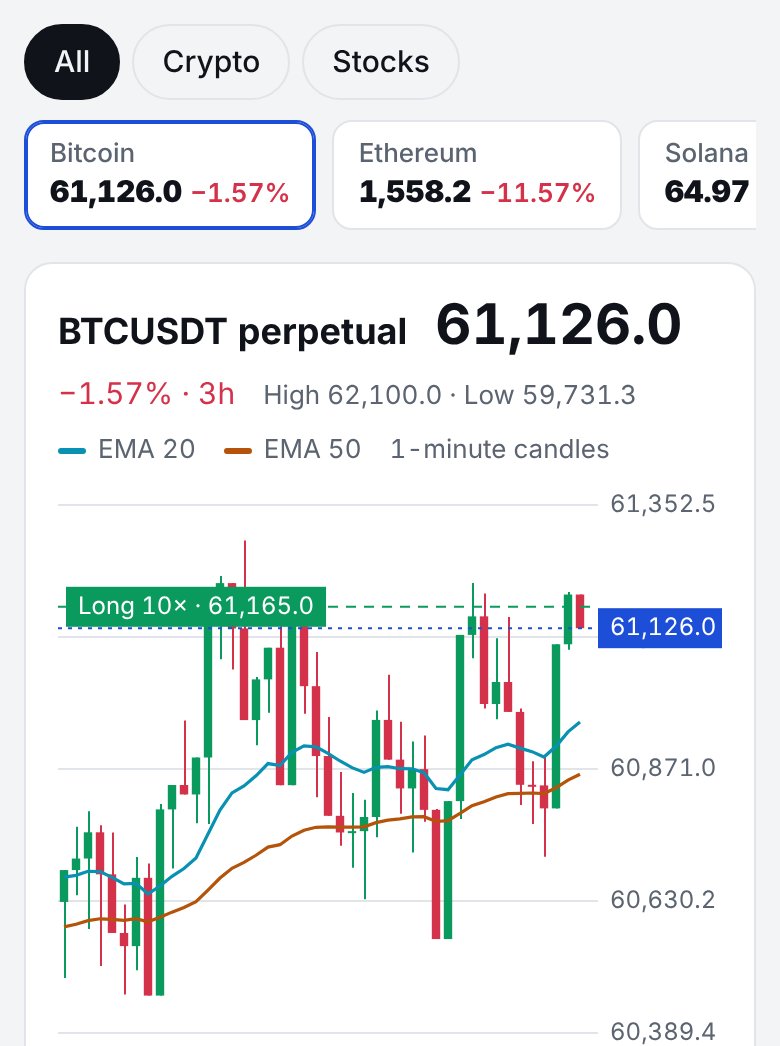 All Crypto Stocks
Bitcoin Ethereum Solana
61,126.0 −1.57% 1,558.2 −11.57% 64.97
BTCUSDT perpetual 61,126.0
−1.57% · 3h High 62,100.0 · Low 59,731.3
EMA 20 EMA 50 1-minute candles
61,352.5
Long 10× · 61,165.0
61,126.0
60,871.0
60,630.2
60,389.4